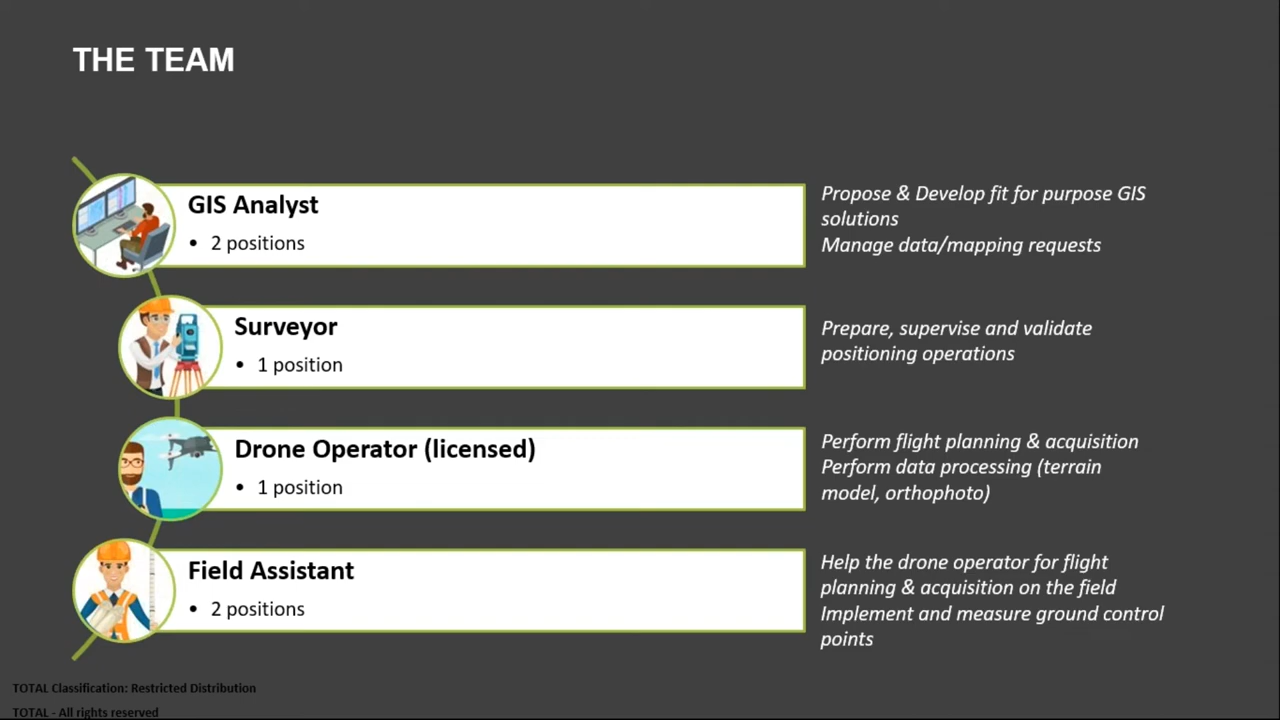 THE TEAM
GIS Analyst
• 2 positions
Propose & Develop fit for purpose GIS
solutions
Manage data/mapping requests
Surveyor
• 1 position
Prepare, supervise and validate
positioning operations
Drone Operator (licensed)
• 1 position
Perform flight planning & acquisition
Perform data processing (terrain
model, orthophoto)
Field Assistant
• 2 positions
Help the drone operator for flight
planning & acquisition on the field
Implement and measure ground control
points
TOTAL Classification: Restricted Distribution
TOTAL - All rights reserved